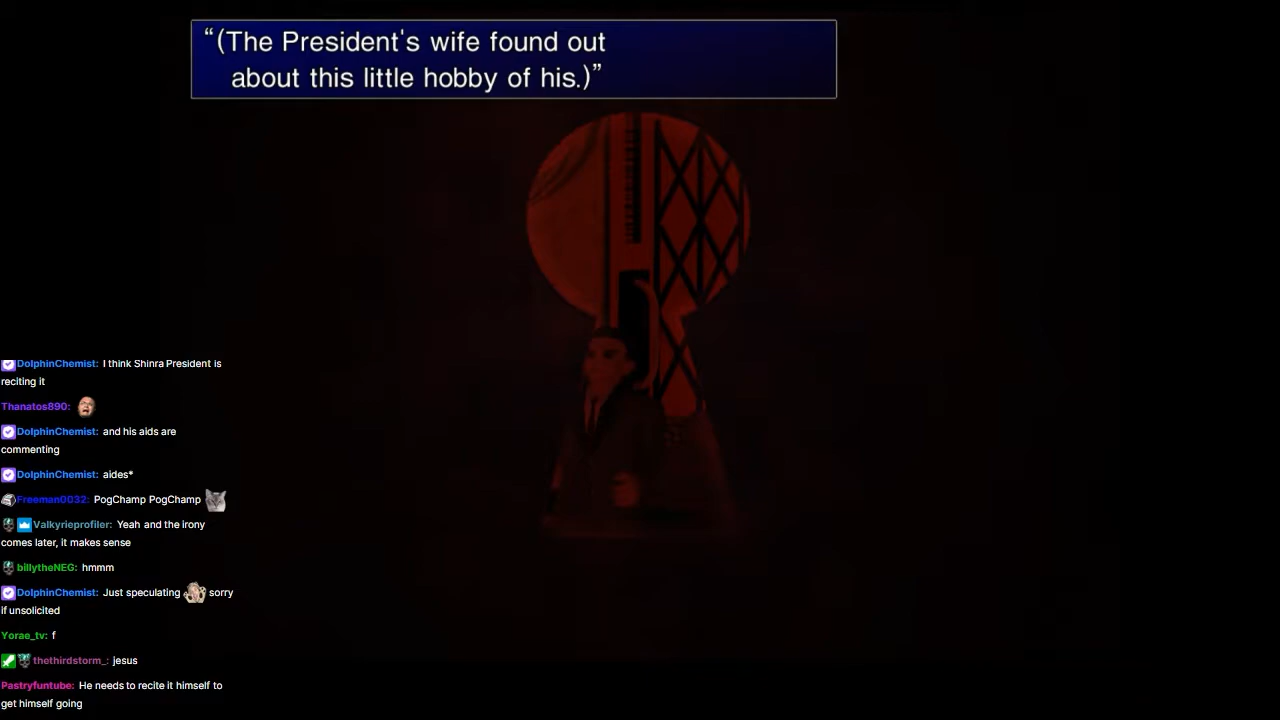 “(The President's wife found out
about this little hobby of his.)”
DolphinChemist: I think Shinra President is
reciting it
Thanatos890:
DolphinChemist: and his aids are
commenting
DolphinChemist: aides*
Freeman0032: PogChamp PogChamp
Valkyrieprofiler: Yeah and the irony
comes later, it makes sense
billytheNEG: hmmm
DolphinChemist: Just speculating sorry
if unsolicited
Yorae_tv: f
thethirdstorm_: jesus
Pastryfuntube: He needs to recite it himself to
get himself going